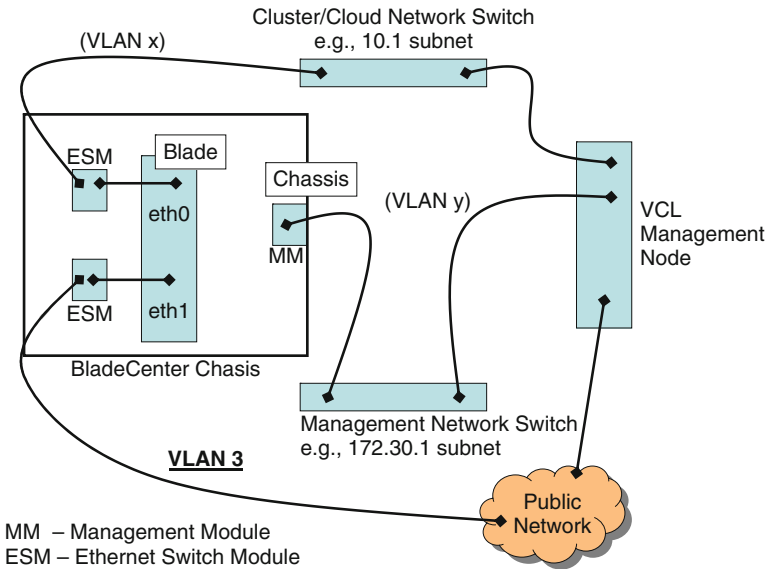 Cluster/Cloud Network Switch
e.g., 10.1 subnet
(VLAN x)
ESM
Blade
eth0
Chassis
MM
(VLAN y)
VCL
Management
Node
ESM
eth1
BladeCenter Chasis
Management Network Switch
e.g., 172.30.1 subnet
VLAN 3
Public
Network
MM – Management Module
ESM – Ethernet Switch Module